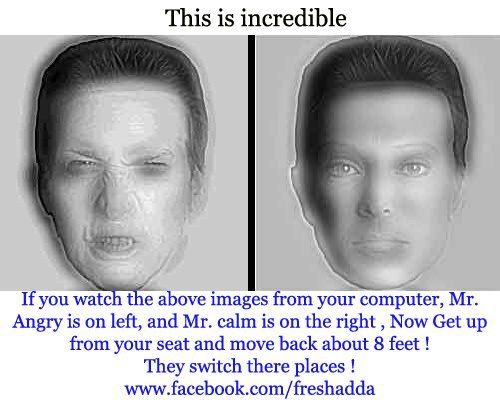 This is incredible
If you watch the above images from your computer, Mr.
Angry is on left, and Mr. calm is on the right , Now Get up
from your seat and move back about 8 feet !
They switch there places !
www.facebook.com/freshadda